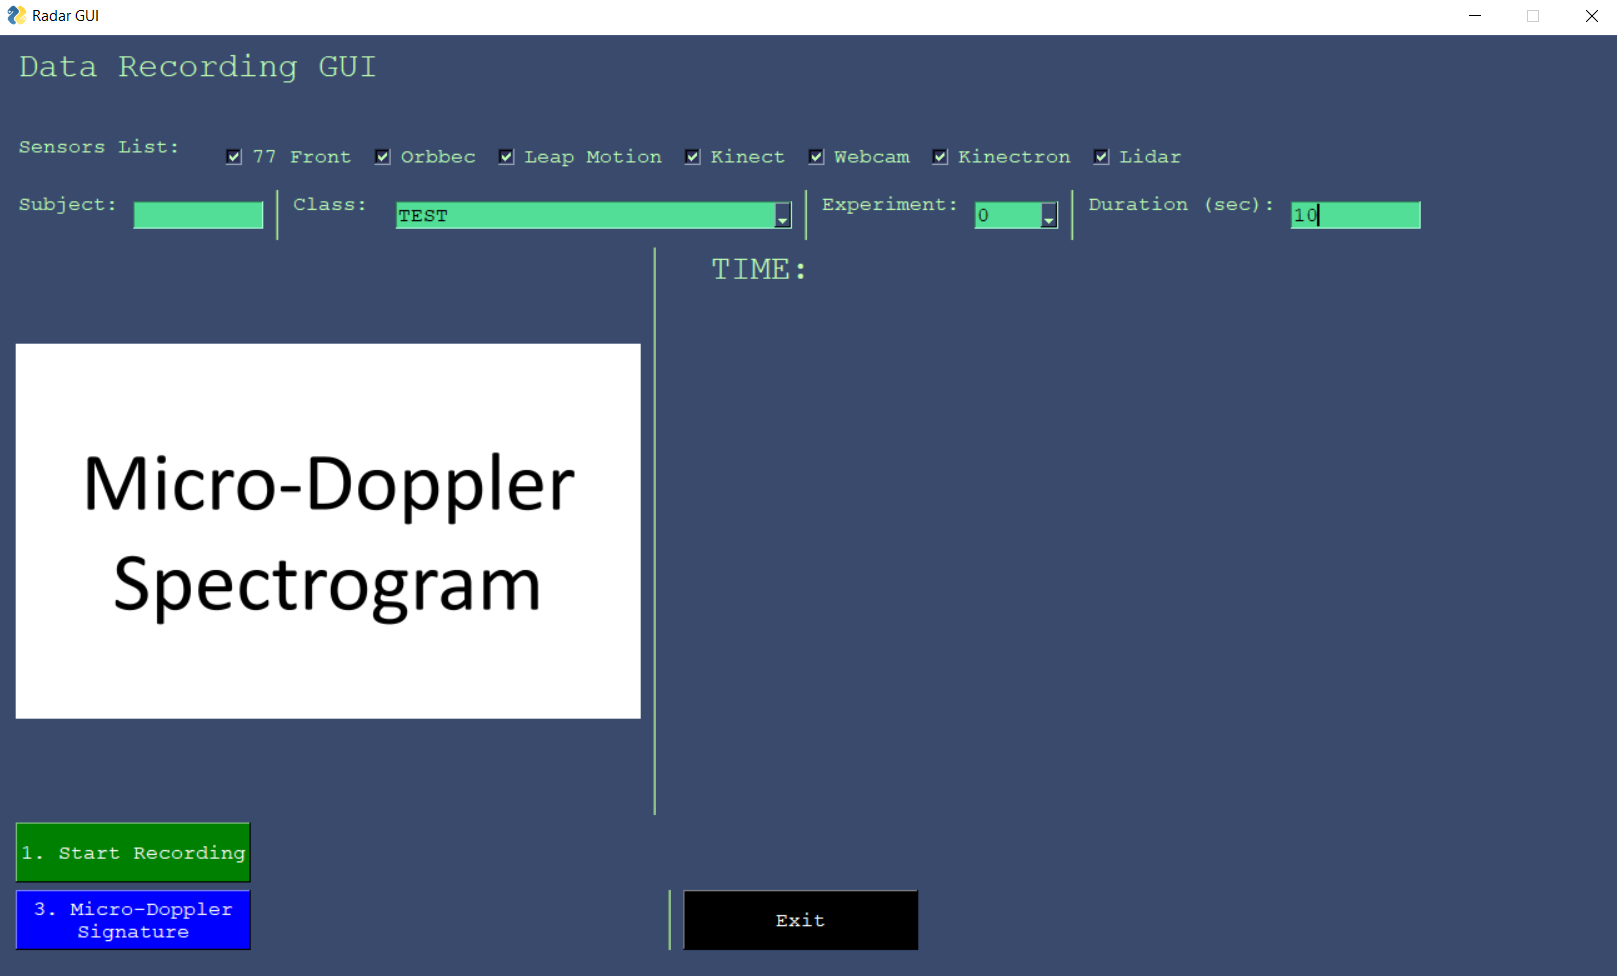 Radar GUI
Data Recording GUI
Sensors List: 77 Front Orbbec Leap Motion Kinect Webcam Kinectron Lidar
Subject: Class: TEST Experiment: 0 Duration (sec): 10
TIME:
Micro-Doppler
Spectrogram
1. Start Recording
3. Micro-Doppler
Signature
Exit